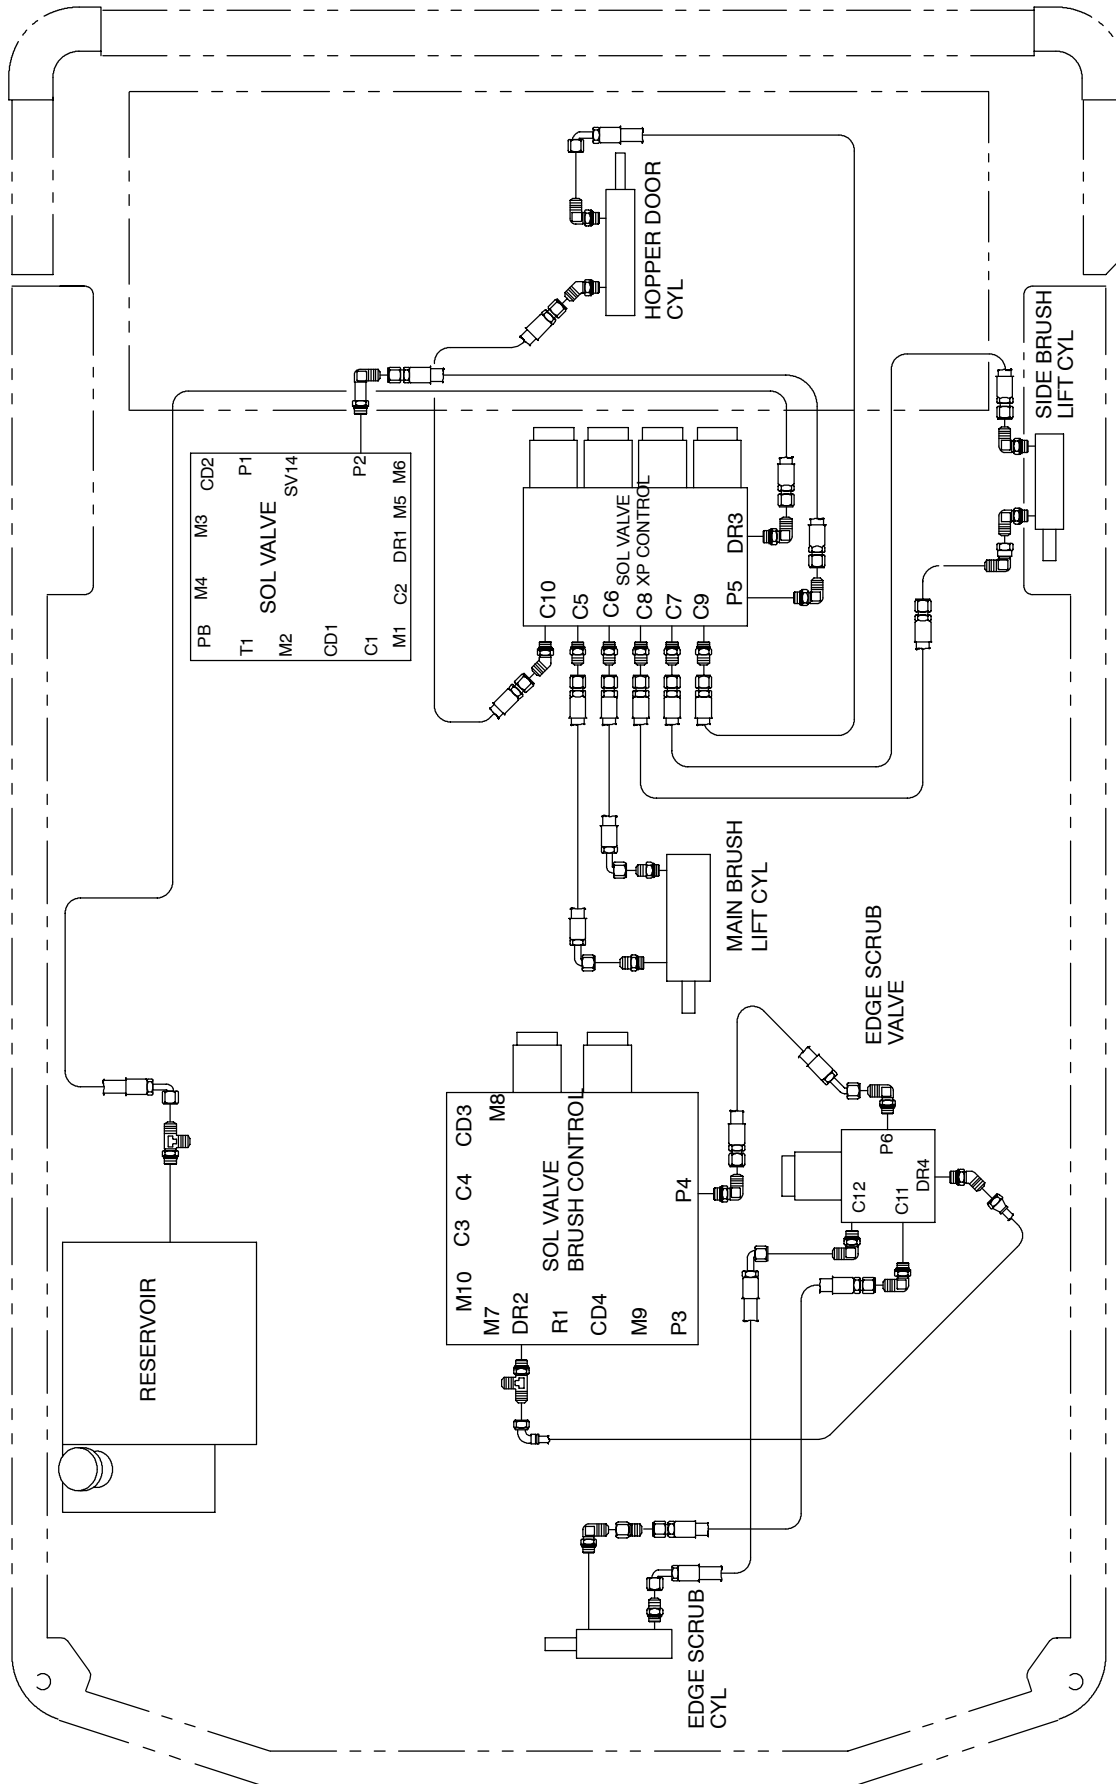 HOPPER DOOR
CYL
SIDE BRUSH
LIFT CYL
PB
M4
M3
CD2
T1
P1
SOL VALVE
M2
SV14
CD1
C1
P2
M1
C2
DR1
M5
M6
C10
C5
C6
C8
C7
C9
SOL VALVE
XP CONTROL
P5
DR3
MAIN BRUSH
LIFT CYL
EDGE SCRUB
VALVE
M10
C3
C4
CD3
M7
M8
DR2
SOL VALVE
BRUSH CONTROL
R1
CD4
M9
P3
P4
C12
P6
C11
DR4
RESERVOIR
EDGE SCRUB
CYL